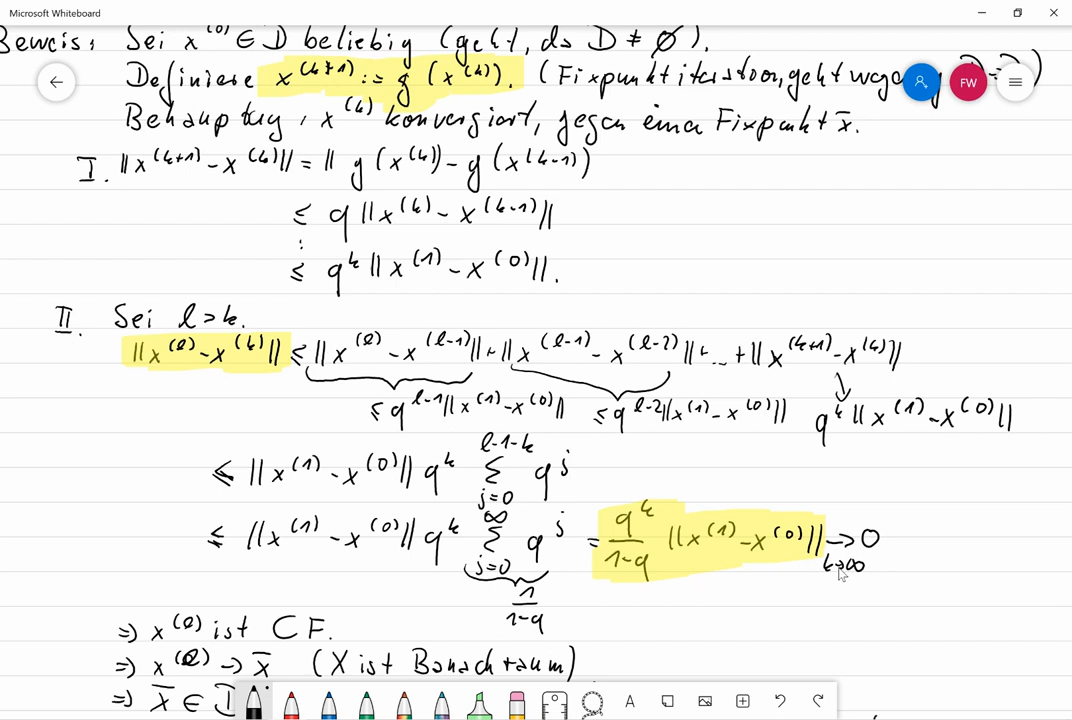 Microsoft Whiteboard
Beweis: Sei x^(0) ∈ D beliebig (geht, da D ≠ ∅).
Definiere x^(k+1) := g(x^(k)). (Fixpunktiteration, geht wegen D → D)
FW
Behauptung: x^(k) konvergiert, gegen einen Fixpunkt x̄.
I. ||x^(k+1) - x^(k)|| = || g(x^(k)) - g(x^(k-1))
≤ q ||x^(k) - x^(k-1)||
⋮
≤ q^k ||x^(1) - x^(0)||.
II. Sei l > k.
||x^(l) - x^(k)|| ≤ ||x^(l) - x^(l-1)|| + ||x^(l-1) - x^(l-2)|| + ... + ||x^(k+1) - x^(k)||
≤ q^(l-1) ||x^(1) - x^(0)|| ≤ q^(l-2) ||x^(1) - x^(0)|| q^k ||x^(1) - x^(0)||
≤ ||x^(1) - x^(0)|| q^k Σ_{j=0}^{l-1-k} q^j
≤ ||x^(1) - x^(0)|| q^k Σ_{j=0}^{∞} q^j = q^k/(1-q) ||x^(1) - x^(0)|| → 0 k→∞
1/(1-q)
⇒ x^(l) ist CF.
⇒ x^(l) → x̄ (X ist Banachraum)
⇒ x̄ ∈ D
A